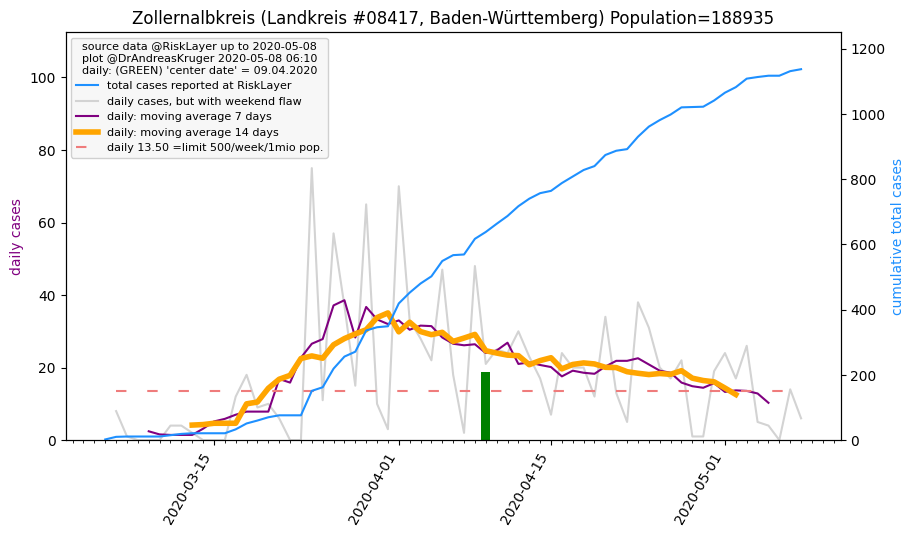 Zollernalbkreis (Landkreis #08417, Baden-Württemberg) Population=188935
source data @RiskLayer up to 2020-05-08
plot @DrAndreasKruger 2020-05-08 06:10
daily: (GREEN) 'center date' = 09.04.2020
total cases reported at RiskLayer
daily cases, but with weekend flaw
daily: moving average 7 days
daily: moving average 14 days
daily 13.50 =limit 500/week/1mio pop.
daily cases
100
80
60
40
20
0
cumulative total cases
1200
1000
800
600
400
200
0
2020-03-15
2020-04-01
2020-04-15
2020-05-01